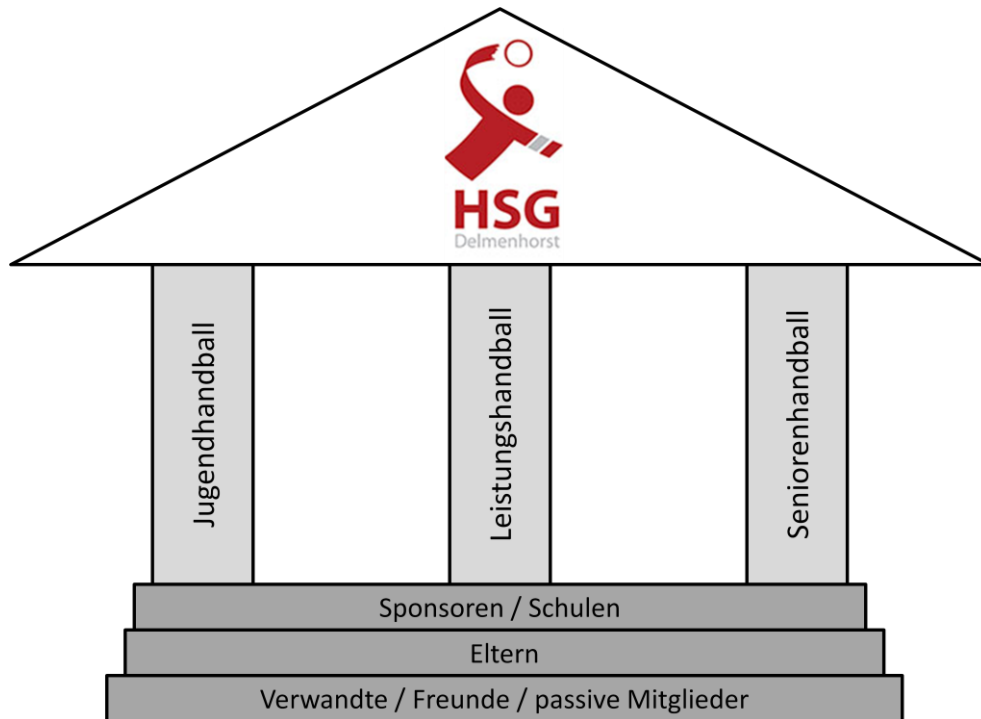 HSG
Delmenhorst
Jugendhandball
Leistungshandball
Seniorenhandball
Sponsoren / Schulen
Eltern
Verwandte / Freunde / passive Mitglieder